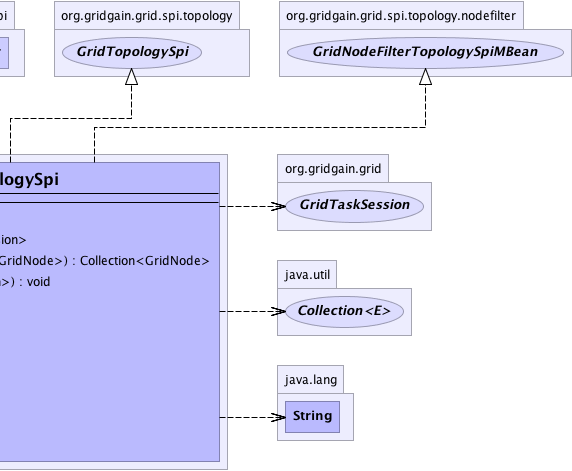 pi
org.gridgain.grid.spi.topology
org.gridgain.grid.spi.topology.nodefilter
GridTopologySpi
GridNodeFilterTopologySpiMBean
org.gridgain.grid
logySpi
GridTaskSession
ion>
GridNode>) : Collection<GridNode>
>) : void
java.util
Collection<E>
java.lang
String